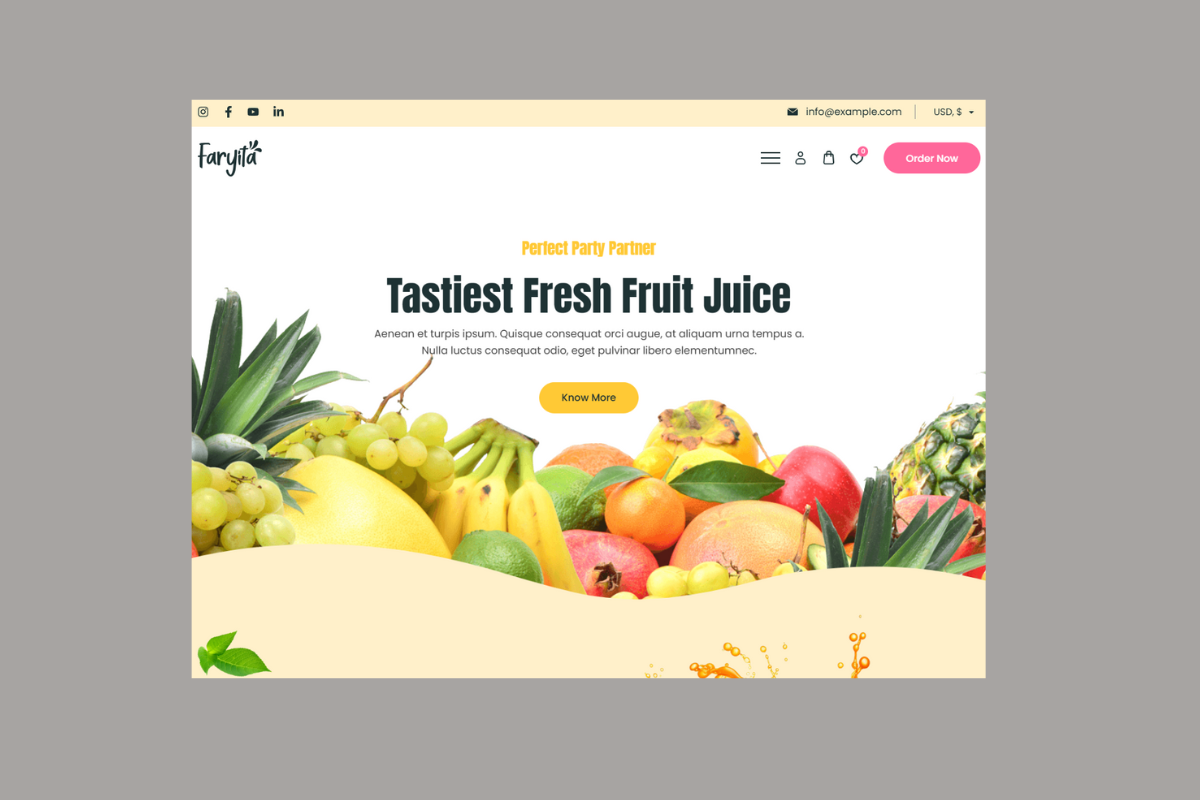 info@example.com
USD, $
Faryita
0
Order Now
Perfect Party Partner
Tastiest Fresh Fruit Juice
Aenean et turpis ipsum. Quisque consequat orci augue, at aliquam urna tempus a.
Nulla luctus consequat odio, eget pulvinar libero elementumnec.
Know More